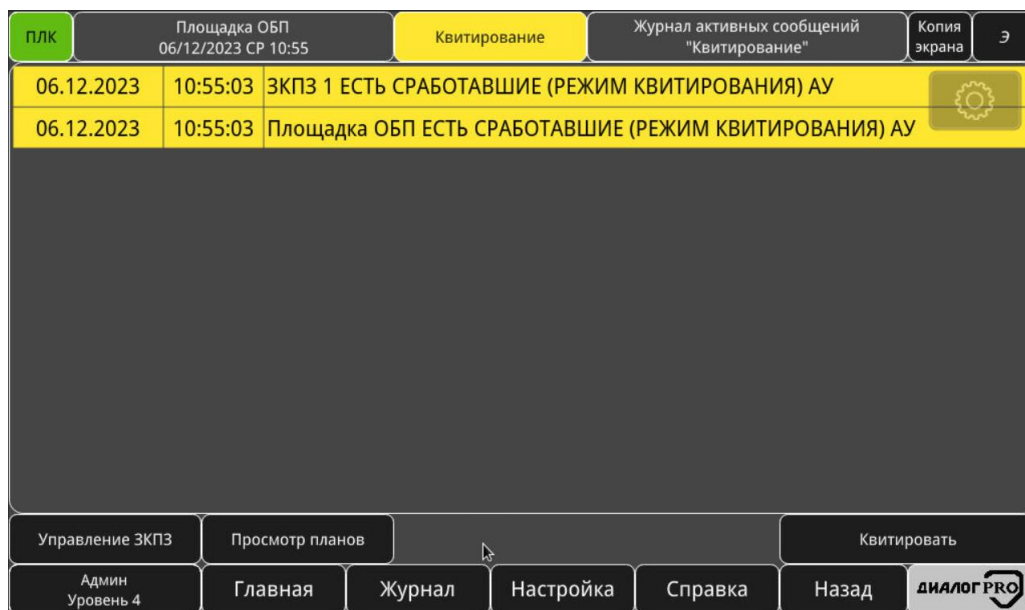 ПЛК
Площадка ОБП
06/12/2023 СР 10:55
Квитирование
Журнал активных сообщений
"Квитирование"
Копия
экрана
Э
06.12.2023 10:55:03 ЗКПЗ 1 ЕСТЬ СРАБОТАВШИЕ (РЕЖИМ КВИТИРОВАНИЯ) АУ
06.12.2023 10:55:03 Площадка ОБП ЕСТЬ СРАБОТАВШИЕ (РЕЖИМ КВИТИРОВАНИЯ) АУ
Управление ЗКПЗ
Просмотр планов
Квитировать
Админ
Уровень 4
Главная
Журнал
Настройка
Справка
Назад
ДИАЛОГ PRO